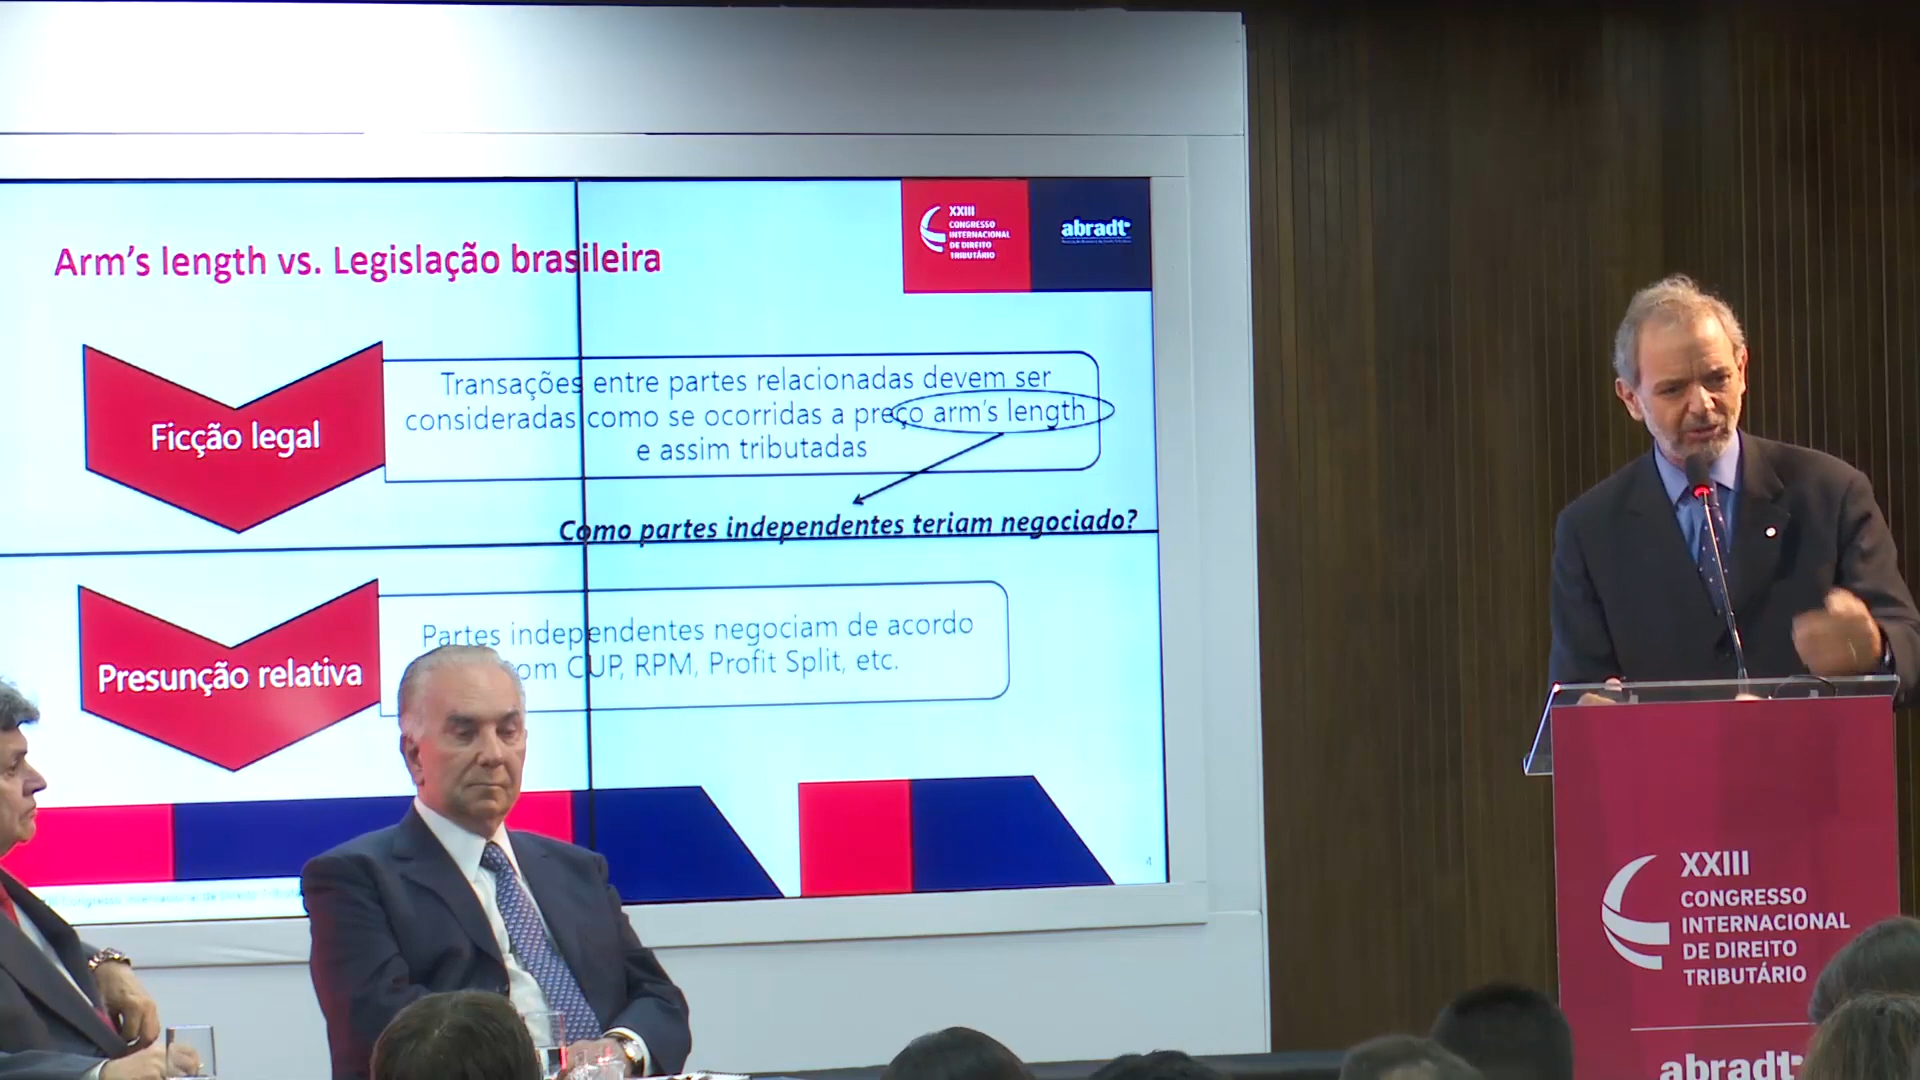 Arm's length vs. Legislação brasileira
XXIII
CONGRESSO
INTERNACIONAL
DE DIREITO
TRIBUTÁRIO
abradt
Ficção legal
Transações entre partes relacionadas devem ser
consideradas como se ocorridas a preço arm's length
e assim tributadas
Como partes independentes teriam negociado?
Presunção relativa
Partes independentes negociam de acordo
om CUP, RPM, Profit Split, etc.
4
XXIII
CONGRESSO
INTERNACIONAL
DE DIREITO
TRIBUTÁRIO
abradt